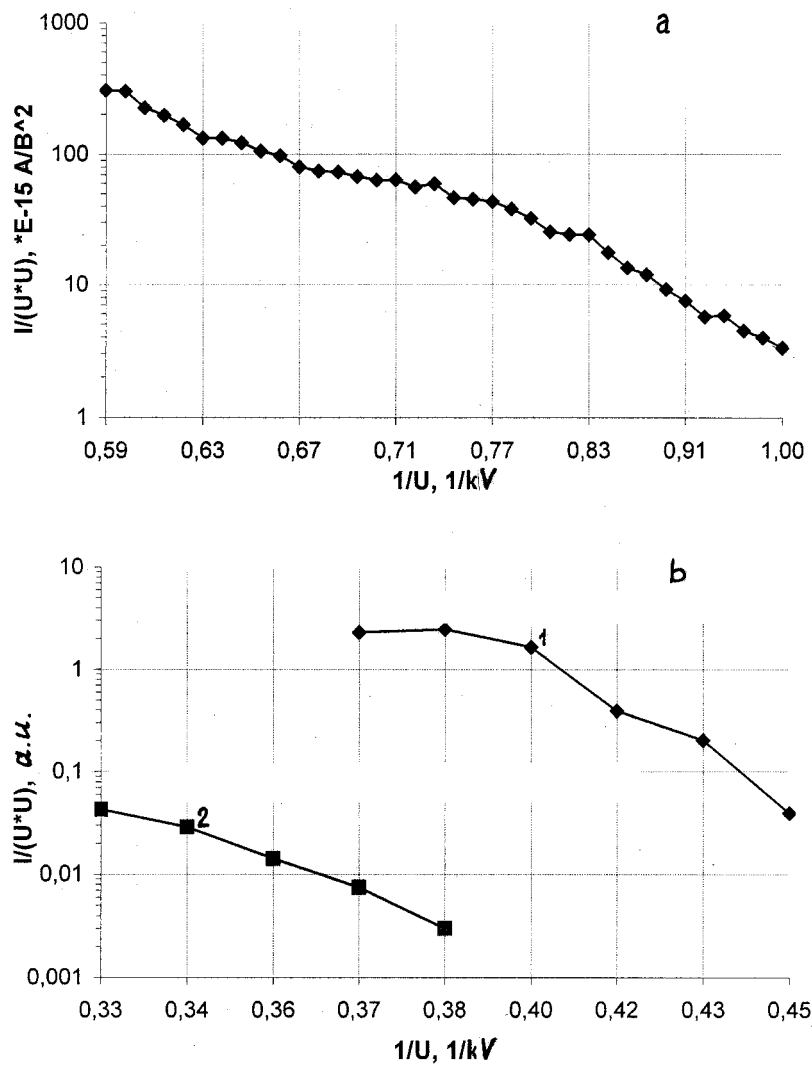 a
1000
100
10
1
I/(U*U), *E-15 A/B^2
0,59 0,63 0,67 0,71 0,77 0,83 0,91 1,00
1/U, 1/kV
b
10
1
0,1
0,01
0,001
I/(U*U), a.u.
1
2
0,33 0,34 0,36 0,37 0,38 0,40 0,42 0,43 0,45
1/U, 1/kV